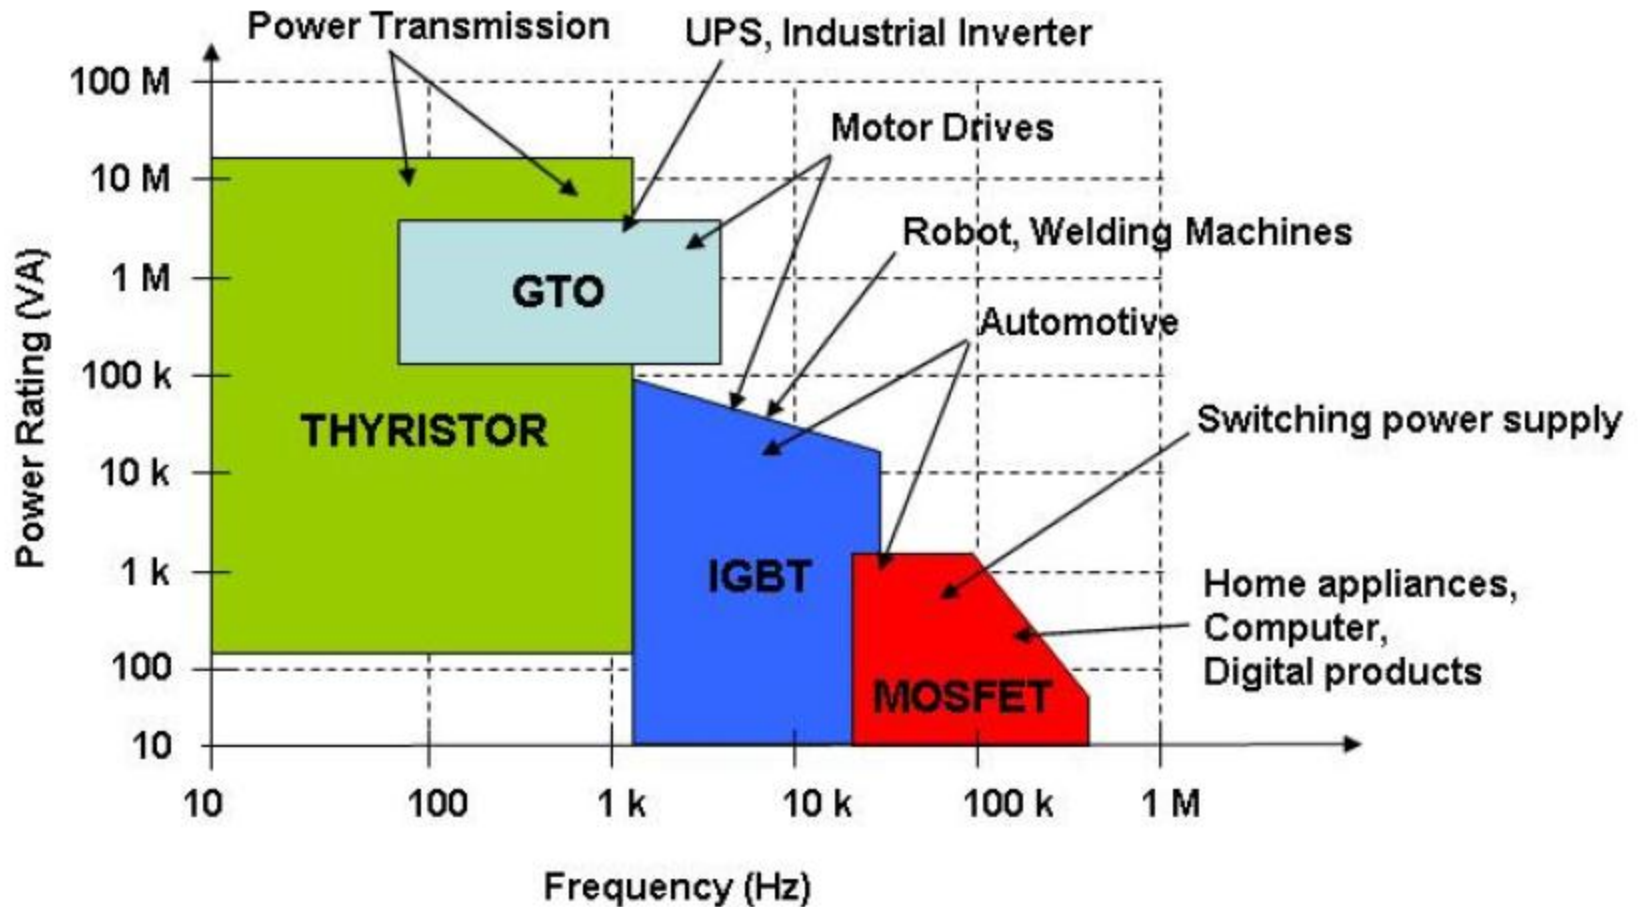 Power Transmission
UPS, Industrial Inverter
100 M
Motor Drives
10 M
Robot, Welding Machines
1 M
GTO
Automotive
100 k
THYRISTOR
Switching power supply
10 k
1 k
IGBT
Home appliances,
Computer,
Digital products
100
MOSFET
10
Power Rating (VA)
10 100 1 k 10 k 100 k 1 M
Frequency (Hz)